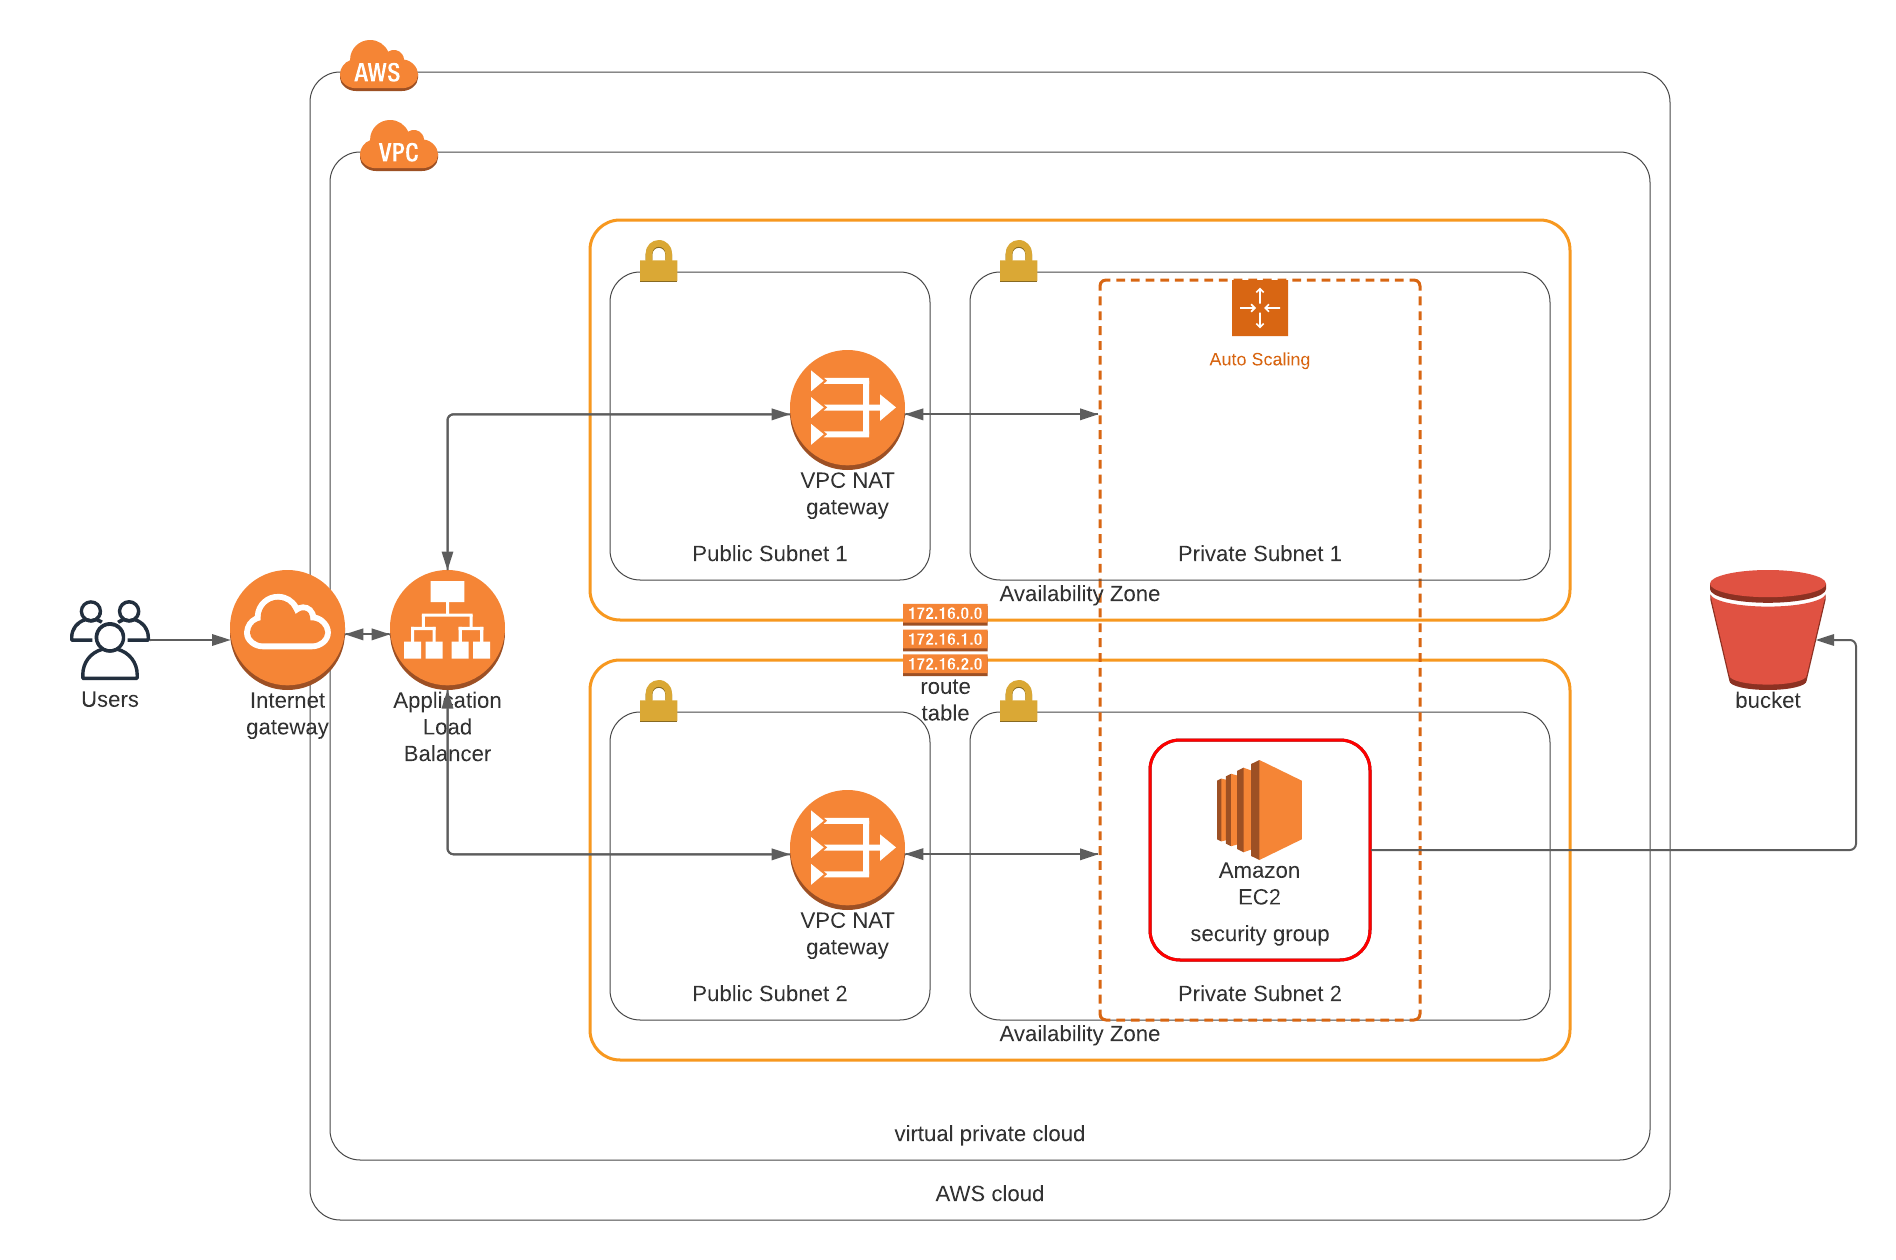 AWS
VPC
Auto Scaling
VPC NAT
gateway
Public Subnet 1
Private Subnet 1
Availability Zone
172.16.0.0
172.16.1.0
172.16.2.0
route
table
Users
Internet
gateway
Application
Load
Balancer
bucket
Amazon
EC2
security group
VPC NAT
gateway
Public Subnet 2
Private Subnet 2
Availability Zone
virtual private cloud
AWS cloud